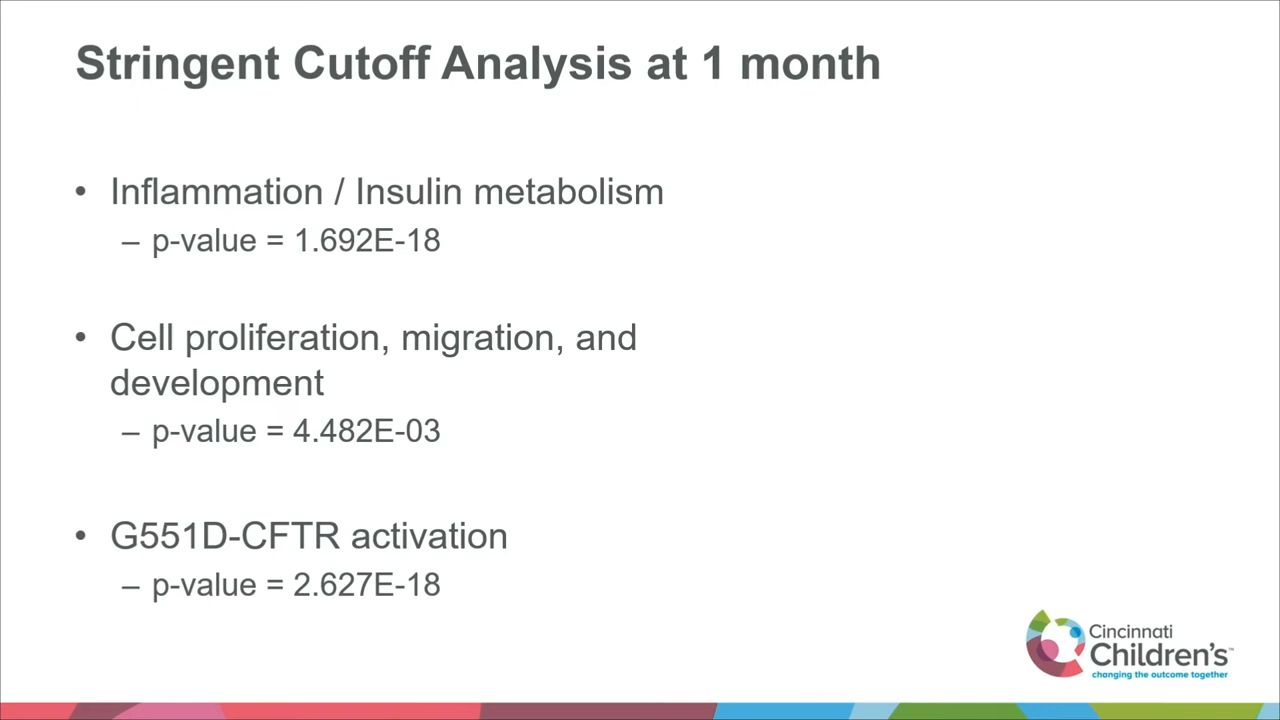 Stringent Cutoff Analysis at 1 month
• Inflammation / Insulin metabolism
– p-value = 1.692E-18
• Cell proliferation, migration, and
development
– p-value = 4.482E-03
• G551D-CFTR activation
– p-value = 2.627E-18
Cincinnati
Children's™
changing the outcome together